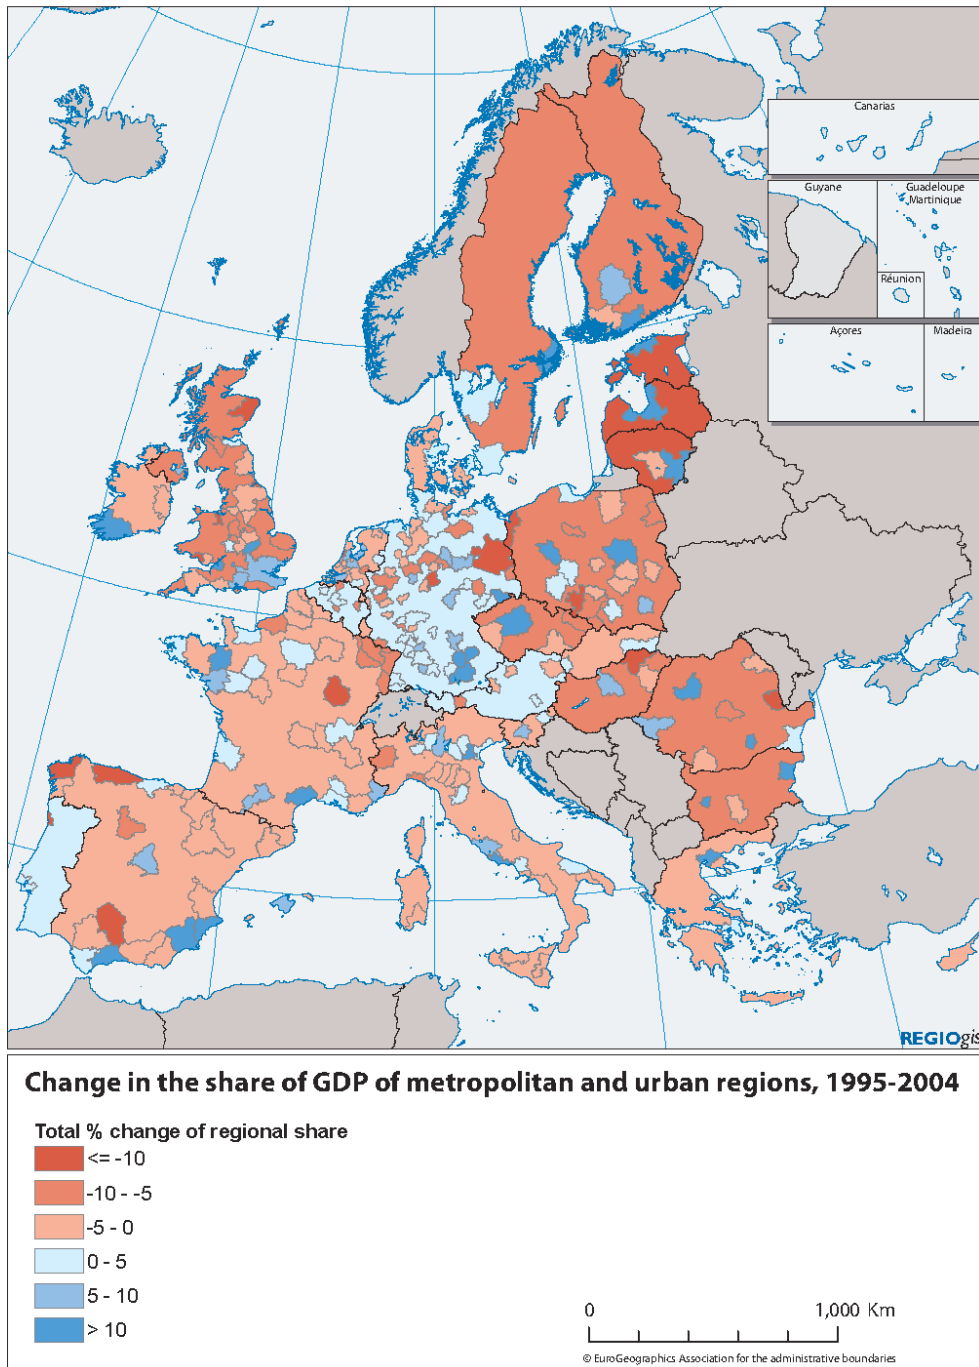 Canarias
Guyane
Guadeloupe
Martinique
Réunion
Açores
Madeira
REGIOgis
Change in the share of GDP of metropolitan and urban regions, 1995-2004
Total % change of regional share
<= -10
-10 - -5
-5 - 0
0 - 5
5 - 10
> 10
0
1,000 Km
© EuroGeographics Association for the administrative boundaries